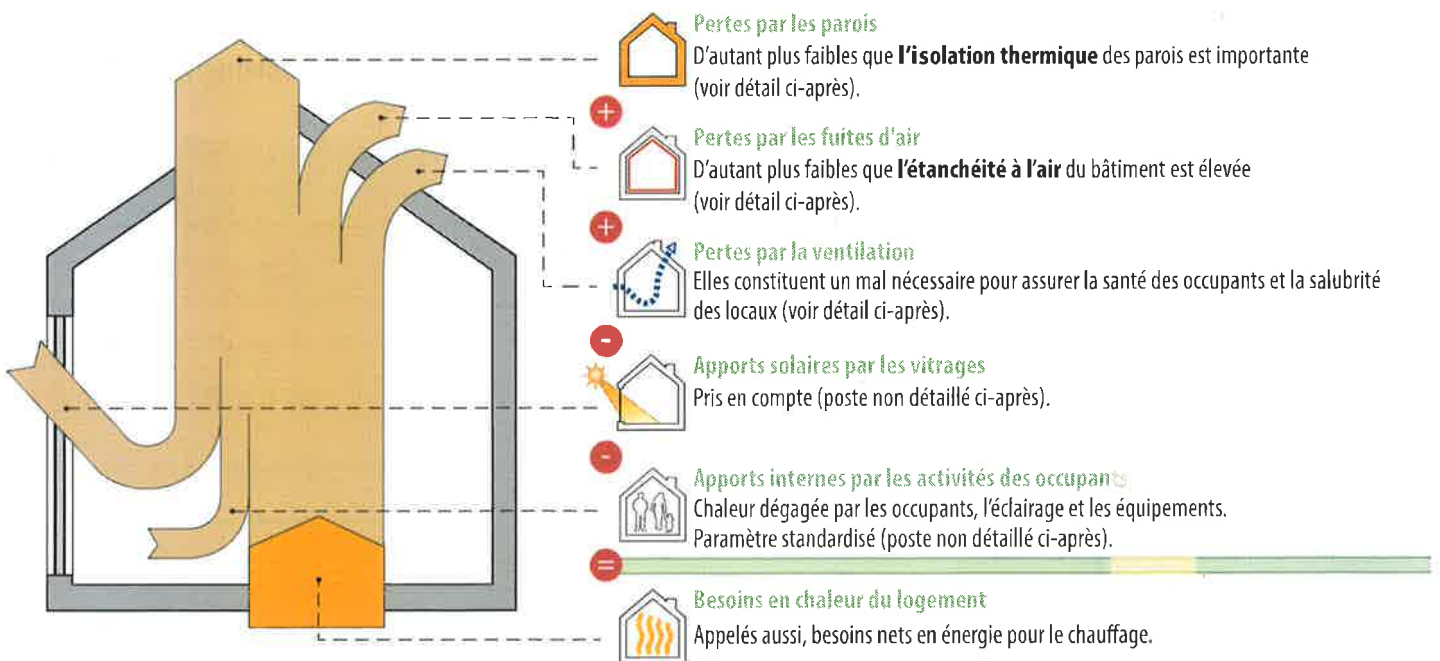 Pertes par les parois
D'autant plus faibles que l'isolation thermique des parois est importante
(voir détail ci-après).
+
Pertes par les fuites d'air
D'autant plus faibles que l'étanchéité à l'air du bâtiment est élevée
(voir détail ci-après).
+
Pertes par la ventilation
Elles constituent un mal nécessaire pour assurer la santé des occupants et la salubrité
des locaux (voir détail ci-après).
-
Apports solaires par les vitrages
Pris en compte (poste non détaillé ci-après).
-
Apports internes par les activités des occupants
Chaleur dégagée par les occupants, l'éclairage et les équipements.
Paramètre standardisé (poste non détaillé ci-après).
=
Besoins en chaleur du logement
Appelés aussi, besoins nets en énergie pour le chauffage.